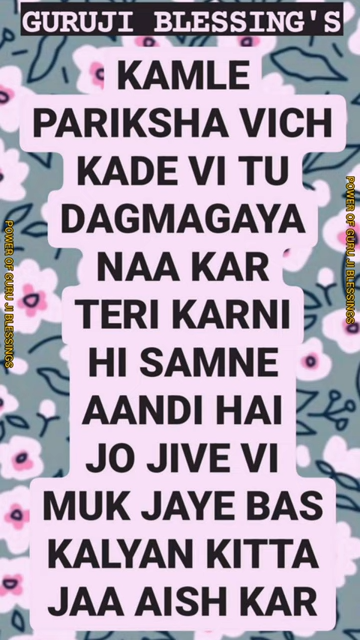 GURUJI BLESSING'S
KAMLE
PARIKSHA VICH
KADE VI TU
DAGMAGAYA
NAA KAR
TERI KARNI
HI SAMNE
AANDI HAI
JO JIVE VI
MUK JAYE BAS
KALYAN KITTA
JAA AISH KAR
POWER OF GURU JI BLESSINGS
POWER OF GURU JI BLESSINGS